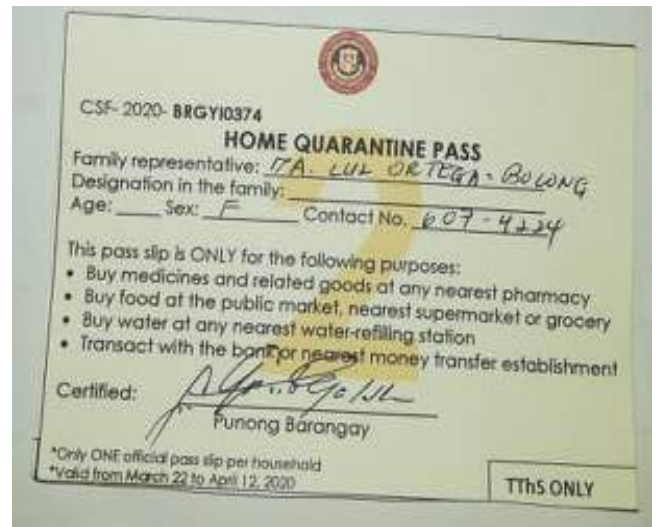 CSF- 2020- BRGYI0374
HOME QUARANTINE PASS
Family representative: MA. LUZ ORTEGA - BULONG
Designation in the family:
Age: Sex: F Contact No. 607-4224
This pass slip is ONLY for the following purposes:
• Buy medicines and related goods at any nearest pharmacy
• Buy food at the public market, nearest supermarket or grocery
• Buy water at any nearest water-refilling station
• Transact with the bank or nearest money transfer establishment
Certified:
Punong Barangay
*Only ONE official pass slip per household
*Valid from March 22 to April 12, 2020
TThS ONLY
2